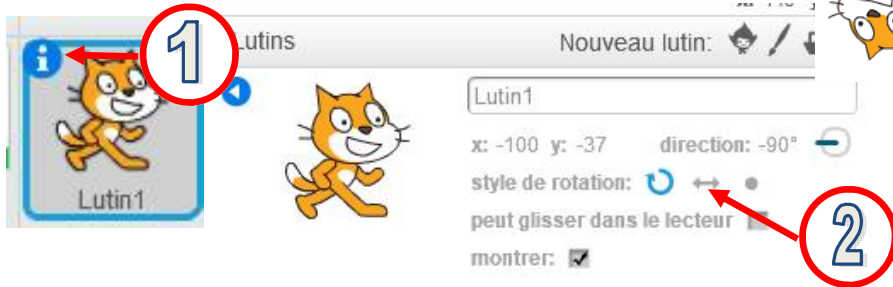 1
Lutins
Nouveau lutin:
i
Lutin1
Lutin1
x: -100 y: -37 direction: -90°
style de rotation:
peut glisser dans le lecteur
montrer:
2